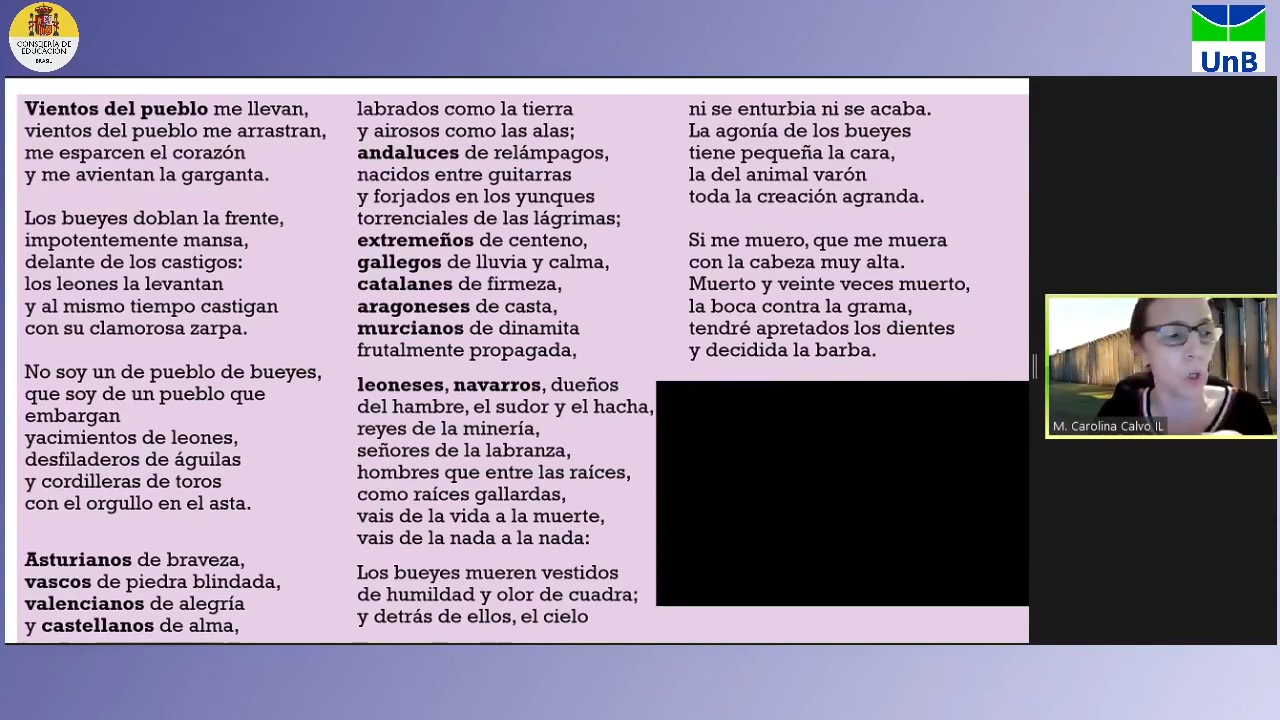 CONSEJERÍA DE
EDUCACIÓN
BRASIL
UnB
Vientos del pueblo me llevan,
vientos del pueblo me arrastran,
me esparcen el corazón
y me avientan la garganta.
Los bueyes doblan la frente,
impotentemente mansa,
delante de los castigos:
los leones la levantan
y al mismo tiempo castigan
con su clamorosa zarpa.
No soy un de pueblo de bueyes,
que soy de un pueblo que
embargan
yacimientos de leones,
desfiladeros de águilas
y cordilleras de toros
con el orgullo en el asta.
Asturianos de braveza,
vascos de piedra blindada,
valencianos de alegría
y castellanos de alma,
labrados como la tierra
y airosos como las alas;
andaluces de relámpagos,
nacidos entre guitarras
y forjados en los yunques
torrenciales de las lágrimas;
extremeños de centeno,
gallegos de lluvia y calma,
catalanes de firmeza,
aragoneses de casta,
murcianos de dinamita
frutalmente propagada,
leoneses, navarros, dueños
del hambre, el sudor y el hacha,
reyes de la minería,
señores de la labranza,
hombres que entre las raíces,
como raíces gallardas,
vais de la vida a la muerte,
vais de la nada a la nada:
Los bueyes mueren vestidos
de humildad y olor de cuadra;
y detrás de ellos, el cielo
ni se enturbia ni se acaba.
La agonía de los bueyes
tiene pequeña la cara,
la del animal varón
toda la creación agranda.
Si me muero, que me muera
con la cabeza muy alta.
Muerto y veinte veces muerto,
la boca contra la grama,
tendré apretados los dientes
y decidida la barba.
M. Carolina Calvo IL